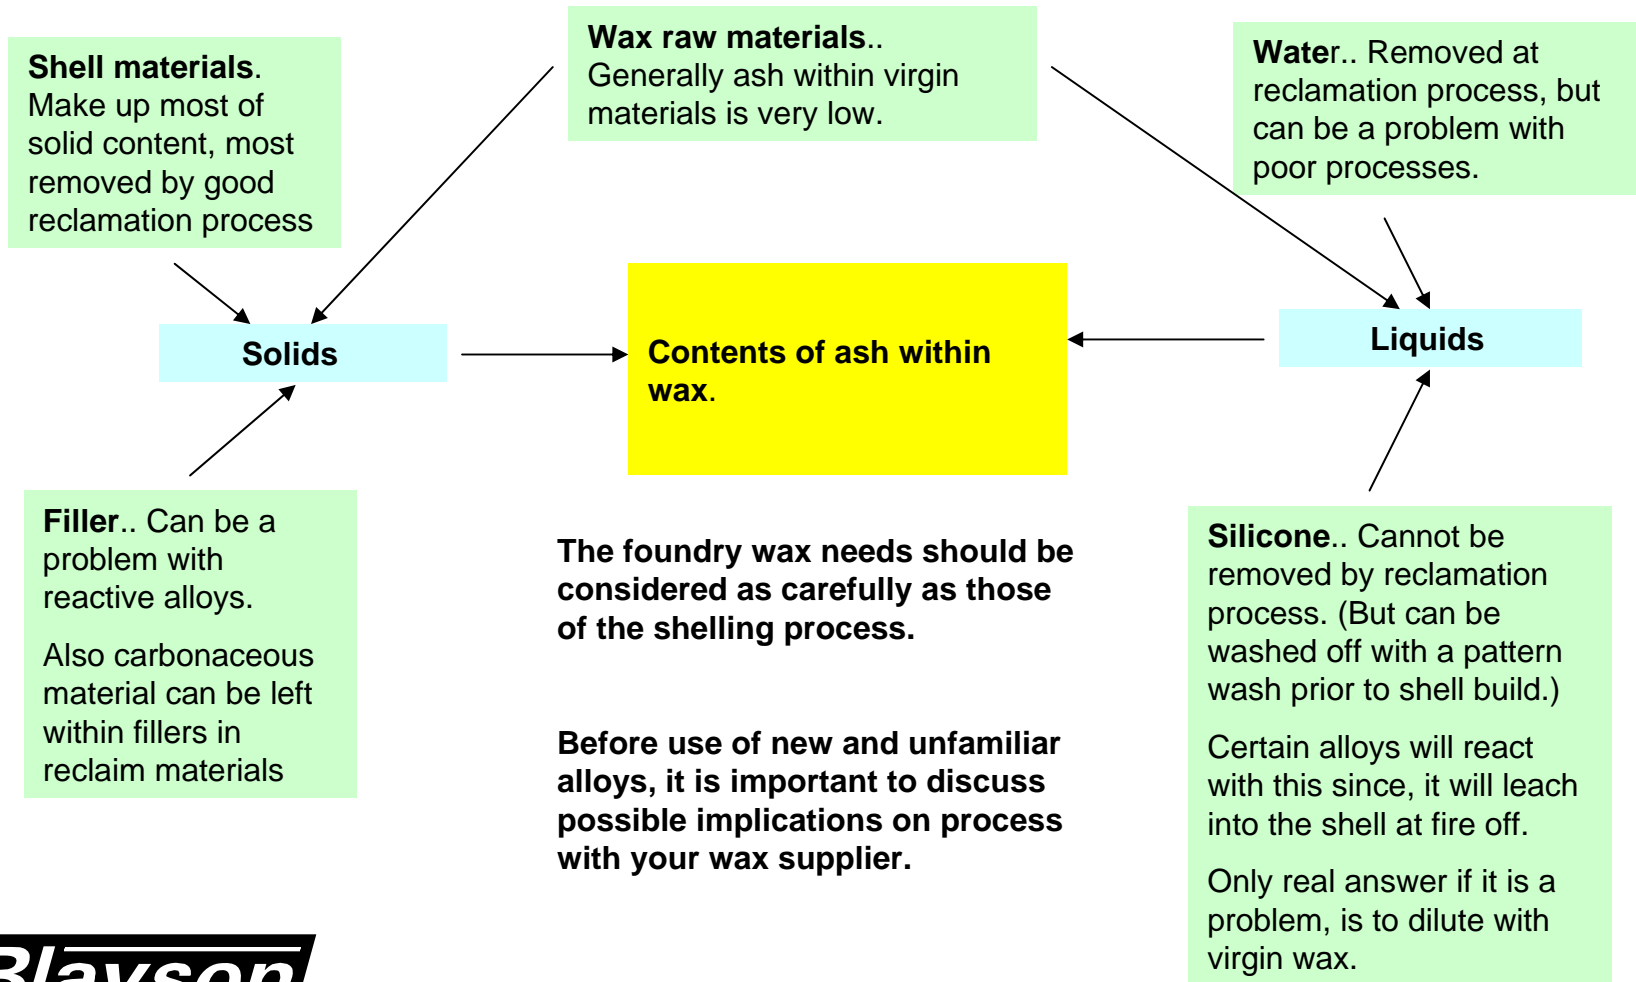 Shell materials.
Make up most of
solid content, most
removed by good
reclamation process
Wax raw materials..
Generally ash within virgin
materials is very low.
Water.. Removed at
reclamation process, but
can be a problem with
poor processes.
Solids
Contents of ash within
wax.
Liquids
Filler.. Can be a
problem with
reactive alloys.
Also carbonaceous
material can be left
within fillers in
reclaim materials
The foundry wax needs should be
considered as carefully as those
of the shelling process.
Before use of new and unfamiliar
alloys, it is important to discuss
possible implications on process
with your wax supplier.
Silicone.. Cannot be
removed by reclamation
process. (But can be
washed off with a pattern
wash prior to shell build.)
Certain alloys will react
with this since, it will leach
into the shell at fire off.
Only real answer if it is a
problem, is to dilute with
virgin wax.
Blayson